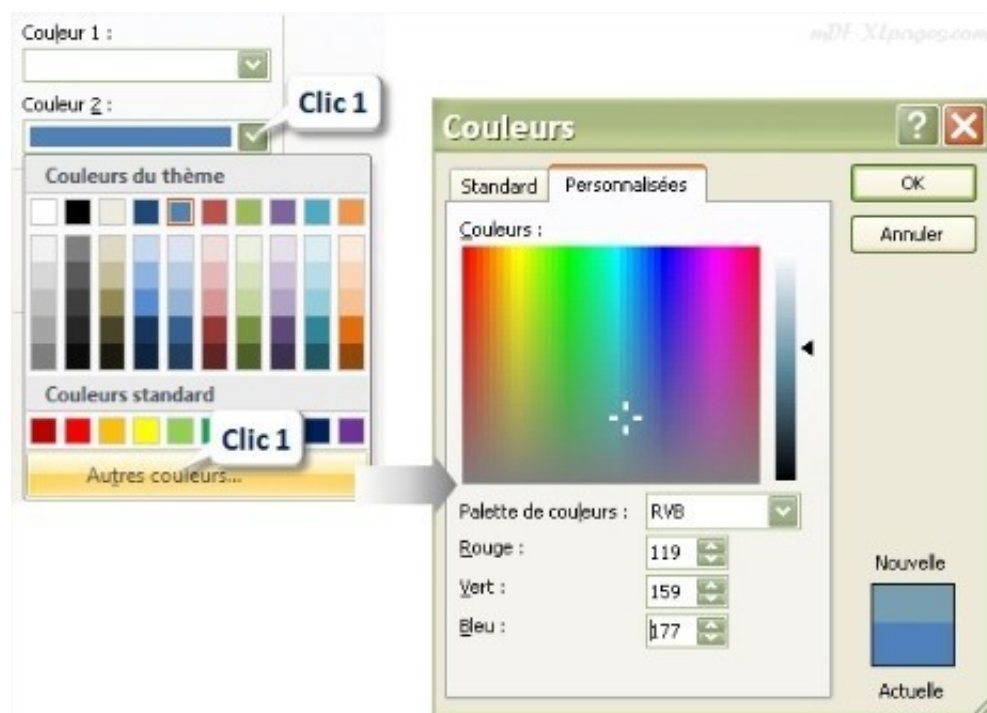 Couleur 1 :
mDF-XLpages.com
Couleur 2 :
Clic 1
Couleurs du thème
Couleurs standard
Clic 1
Autres couleurs...
Couleurs
Standard
Personnalisées
OK
Annuler
Couleurs :
Palette de couleurs :
RVB
Rouge :
119
Vert :
159
Bleu :
177
Nouvelle
Actuelle